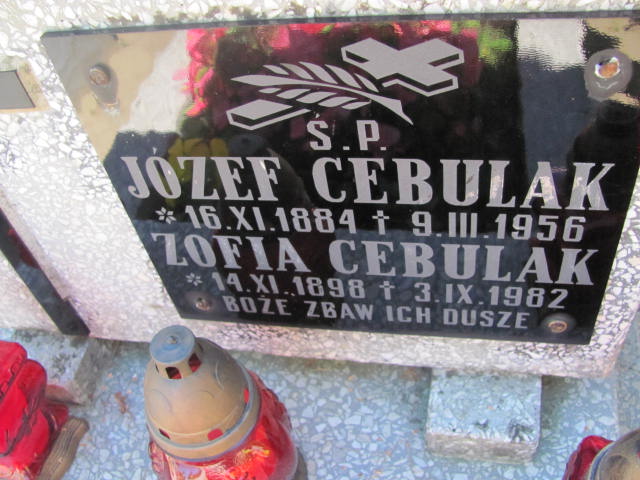 Ś.P.
JÓZEF CEBULAK
* 16.XI.1884 † 9.III.1956
ZOFIA CEBULAK
* 14.XI.1898 † 3.IX.1982
BOŻE ZBAW ICH DUSZE